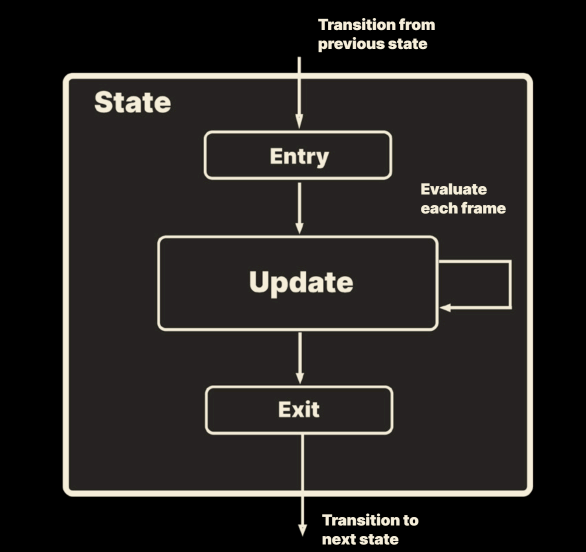 Transition from
previous state
State
Entry
Evaluate
each frame
Update
Exit
Transition to
next state